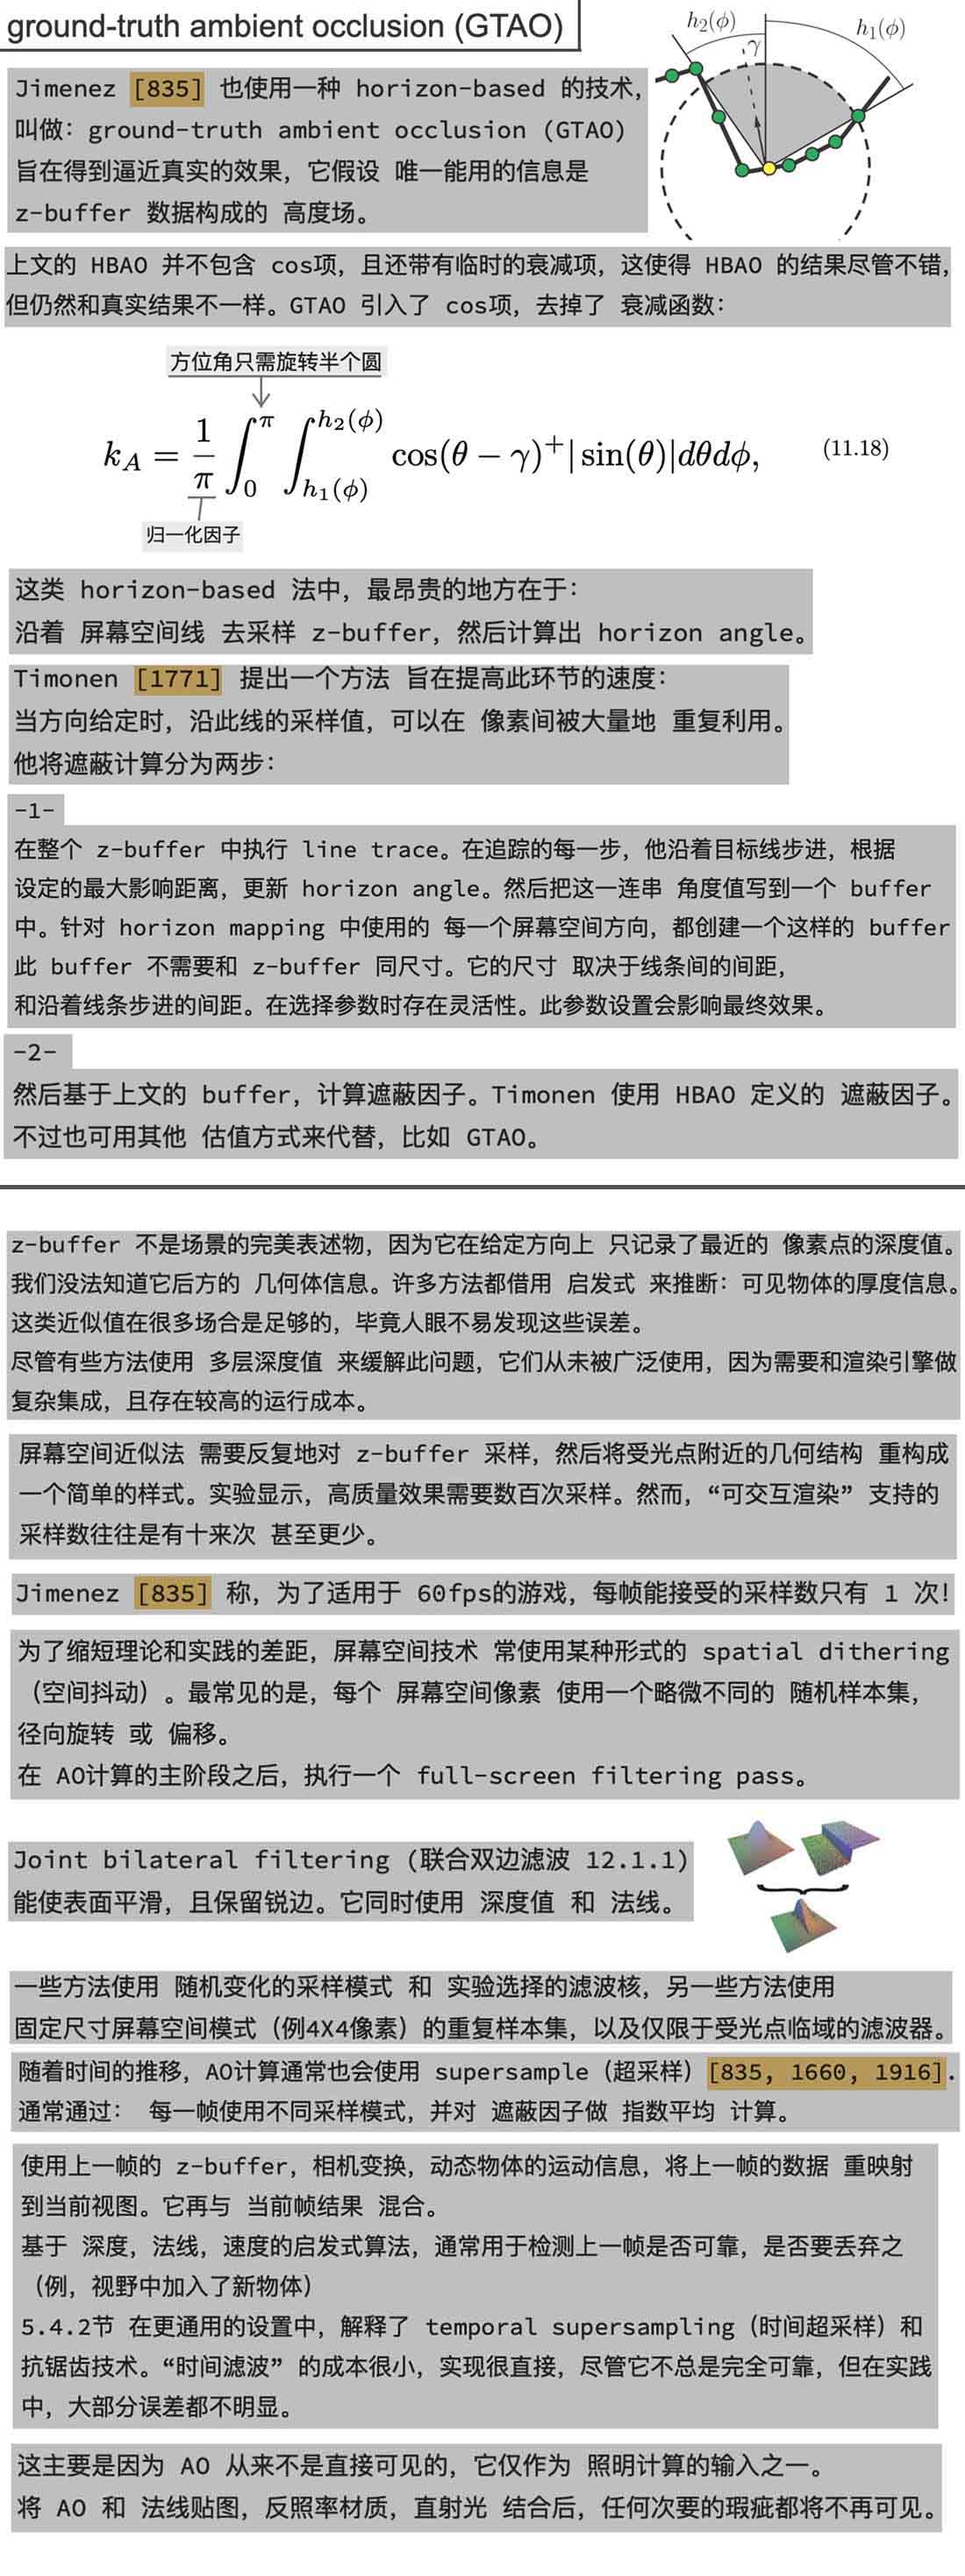 ground-truth ambient occlusion (GTAO)
h₂(ϕ)
γ
h₁(ϕ)
Jimenez [835] 也使用一种 horizon-based 的技术,
叫做: ground-truth ambient occlusion (GTAO)
旨在得到逼近真实的效果, 它假设 唯一能用的信息是
z-buffer 数据构成的 高度场。
上文的 HBAO 并不包含 cos项, 且还带有临时的衰减项, 这使得 HBAO 的结果尽管不错,
但仍然和真实结果不一样。GTAO 引入了 cos项, 去掉了 衰减函数:
方位角只需旋转半个圆
k_A = 1/π ∫₀^π ∫_{h₁(ϕ)}^{h₂(ϕ)} cos(θ − γ)⁺| sin(θ)|dθdϕ, (11.18)
归一化因子
这类 horizon-based 法中, 最昂贵的地方在于:
沿着 屏幕空间线 去采样 z-buffer, 然后计算出 horizon angle。
Timonen [1771] 提出一个方法 旨在提高此环节的速度:
当方向给定时, 沿此线的采样值, 可以在 像素间被大量地 重复利用。
他将遮蔽计算分为两步:
-1-
在整个 z-buffer 中执行 line trace。在追踪的每一步, 他沿着目标线步进, 根据
设定的最大影响距离, 更新 horizon angle。然后把这一连串 角度值写到一个 buffer
中。针对 horizon mapping 中使用的 每一个屏幕空间方向, 都创建一个这样的 buffer
此 buffer 不需要和 z-buffer 同尺寸。它的尺寸 取决于线条间的间距,
和沿着线条步进的间距。在选择参数时存在灵活性。此参数设置会影响最终效果。
-2-
然后基于上文的 buffer, 计算遮蔽因子。Timonen 使用 HBAO 定义的 遮蔽因子。
不过也可用其他 估值方式来代替, 比如 GTAO。
z-buffer 不是场景的完美表述物, 因为它在给定方向上 只记录了最近的 像素点的深度值。
我们没法知道它后方的 几何体信息。许多方法都借用 启发式 来推断: 可见物体的厚度信息。
这类近似值在很多场合是足够的, 毕竟人眼不易发现这些误差。
尽管有些方法使用 多层深度值 来缓解此问题, 它们从未被广泛使用, 因为需要和渲染引擎做
复杂集成, 且存在较高的运行成本。
屏幕空间近似法 需要反复地对 z-buffer 采样, 然后将受光点附近的几何结构 重构成
一个简单的样式。实验显示, 高质量效果需要数百次采样。然而, “可交互渲染” 支持的
采样数往往是有十来次 甚至更少。
Jimenez [835] 称, 为了适用于 60fps的游戏, 每帧能接受的采样数只有 1 次!
为了缩短理论和实践的差距, 屏幕空间技术 常使用某种形式的 spatial dithering
(空间抖动) 。最常见的是, 每个 屏幕空间像素 使用一个略微不同的 随机样本集,
径向旋转 或 偏移。
在 AO计算的主阶段之后, 执行一个 full-screen filtering pass。
Joint bilateral filtering (联合双边滤波 12.1.1)
能使表面平滑, 且保留锐边。它同时使用 深度值 和 法线。
一些方法使用 随机变化的采样模式 和 实验选择的滤波核, 另一些方法使用
固定尺寸屏幕空间模式 (例4X4像素) 的重复样本集, 以及仅限于受光点临域的滤波器。
随着时间的推移, AO计算通常也会使用 supersample (超采样) [835, 1660, 1916].
通常通过: 每一帧使用不同采样模式, 并对 遮蔽因子做 指数平均 计算。
使用上一帧的 z-buffer, 相机变换, 动态物体的运动信息, 将上一帧的数据 重映射
到当前视图。它再与 当前帧结果 混合。
基于 深度, 法线, 速度的启发式算法, 通常用于检测上一帧是否可靠, 是否要丢弃之
(例, 视野中加入了新物体)
5.4.2节 在更通用的设置中, 解释了 temporal supersampling (时间超采样) 和
抗锯齿技术。“时间滤波” 的成本很小, 实现很直接, 尽管它不总是完全可靠, 但在实践
中, 大部分误差都不明显。
这主要是因为 AO 从来不是直接可见的, 它仅作为 照明计算的输入之一。
将 AO 和 法线贴图, 反照率材质, 直射光 结合后, 任何次要的瑕疵都将不再可见。